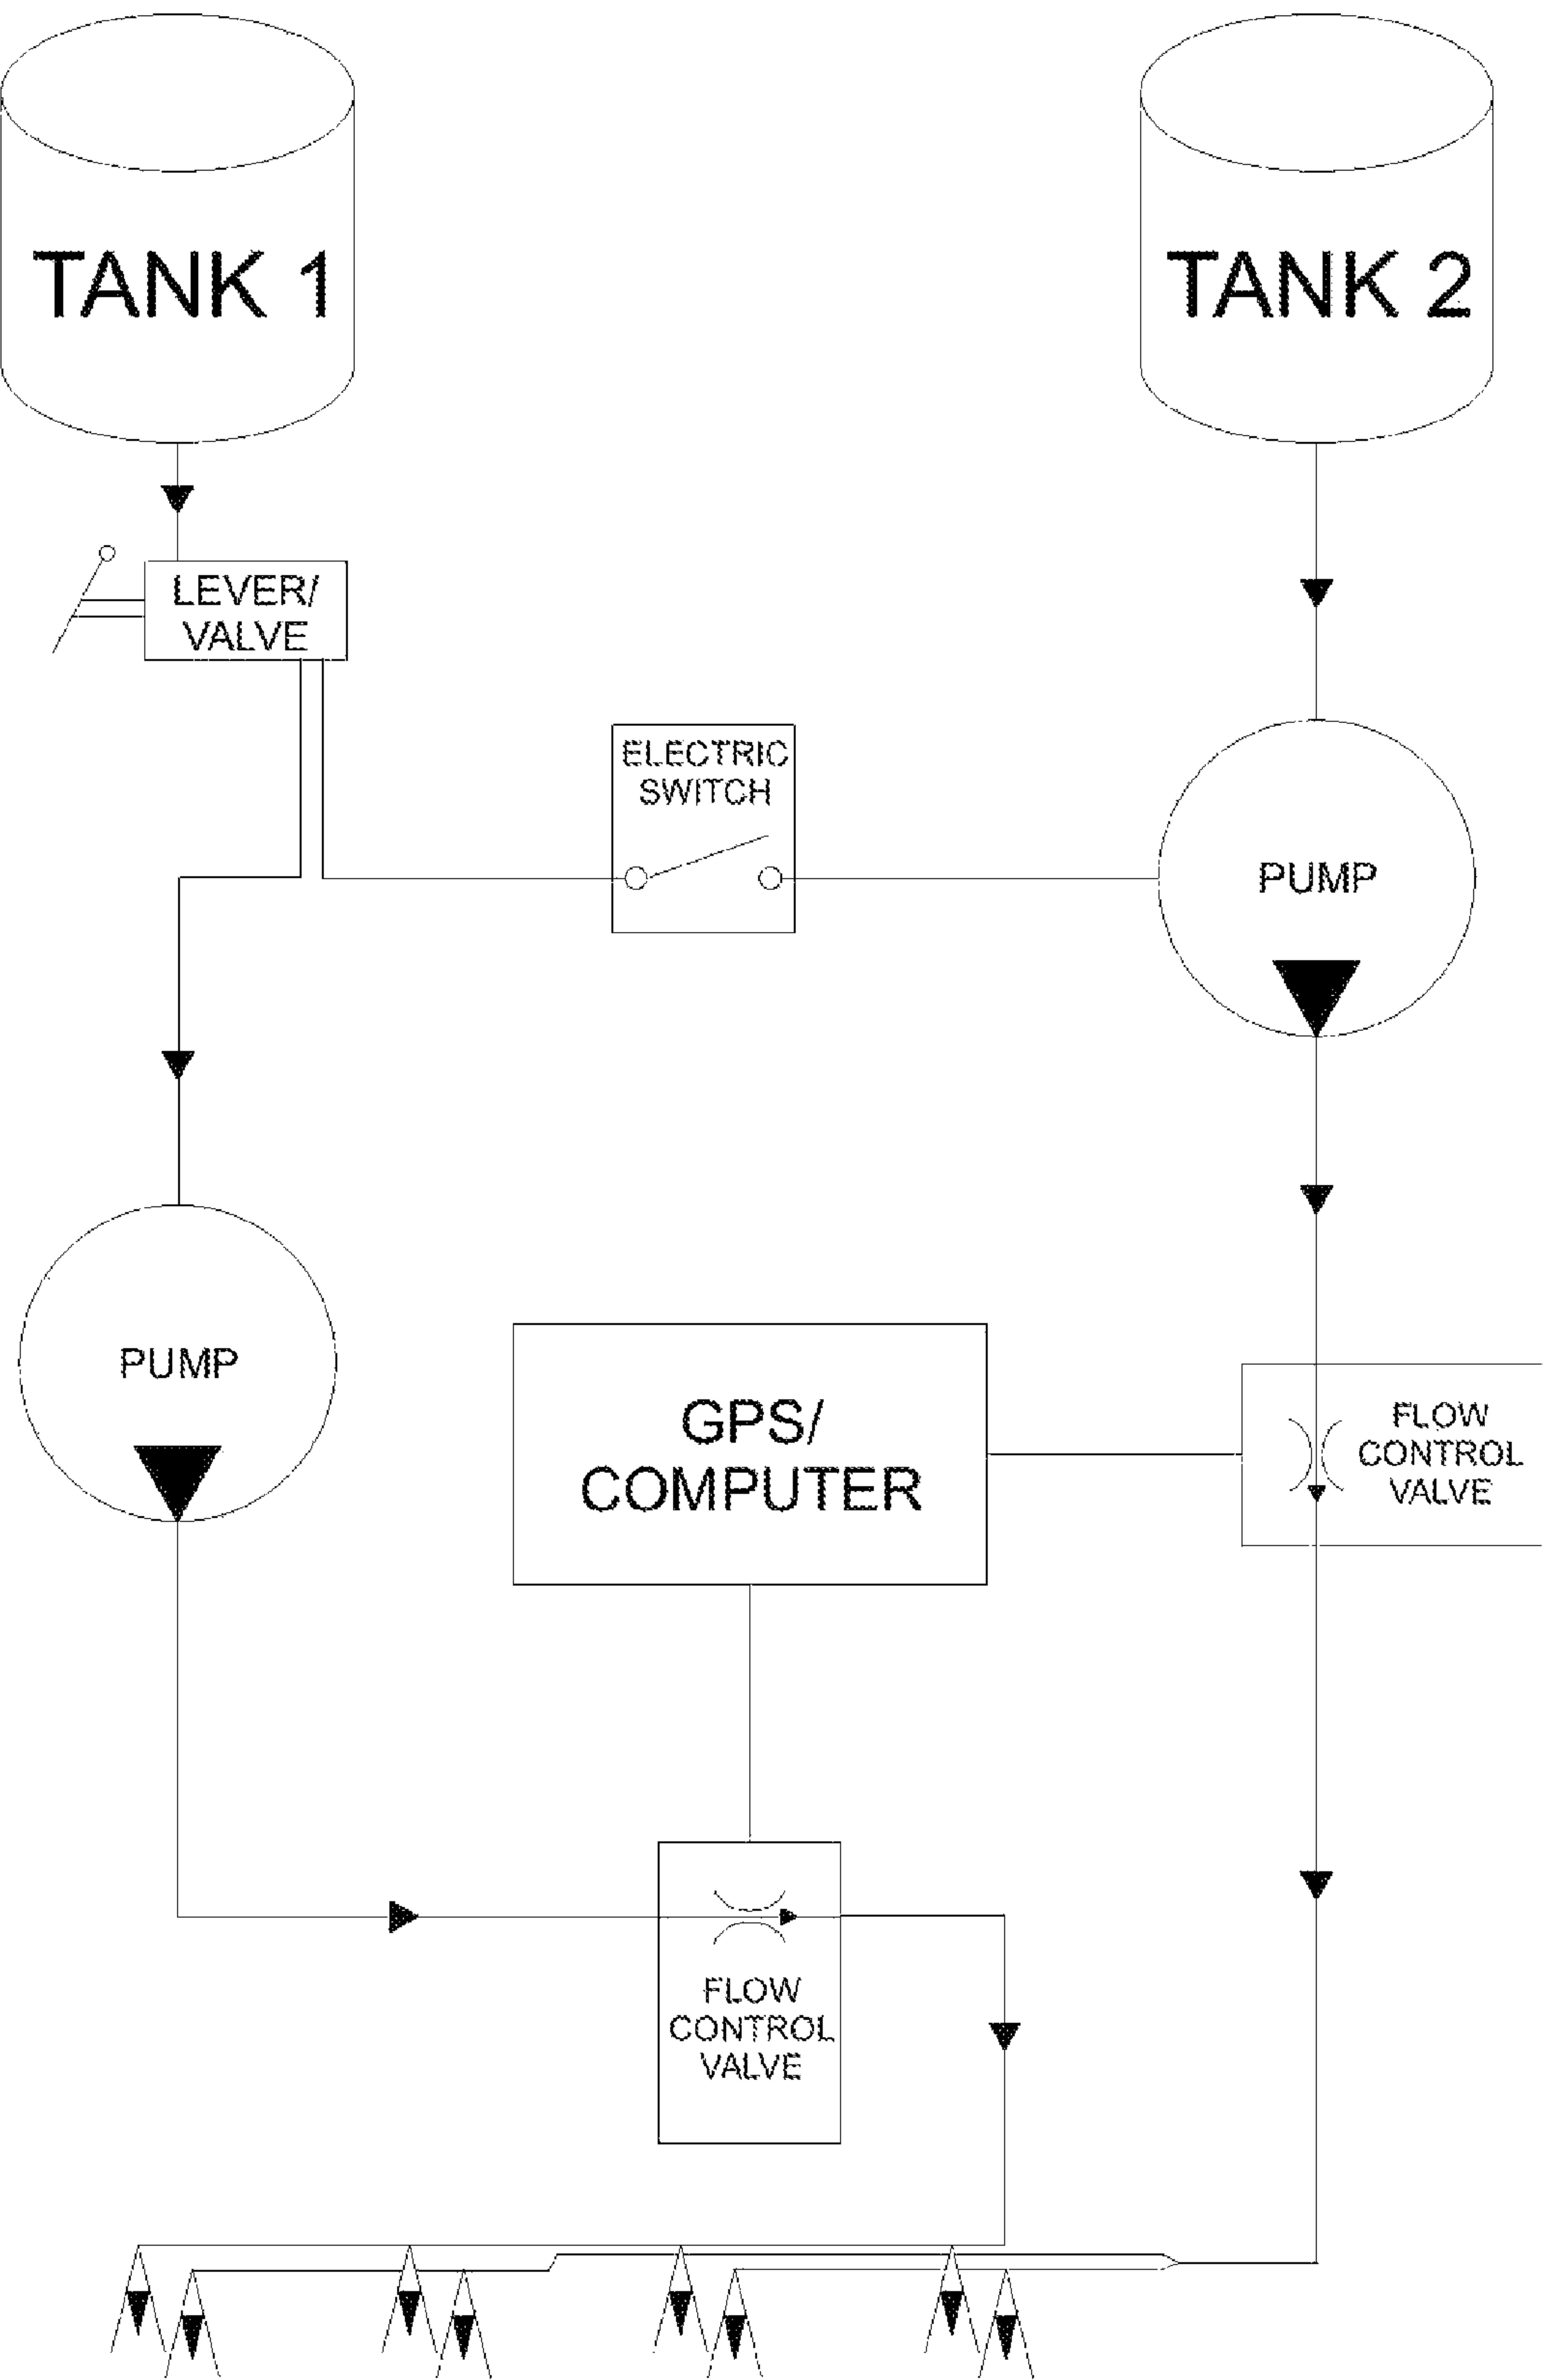 TANK 1
TANK 2
LEVER/
VALVE
ELECTRIC
SWITCH
PUMP
PUMP
GPS/
COMPUTER
FLOW
CONTROL
VALVE
FLOW
CONTROL
VALVE